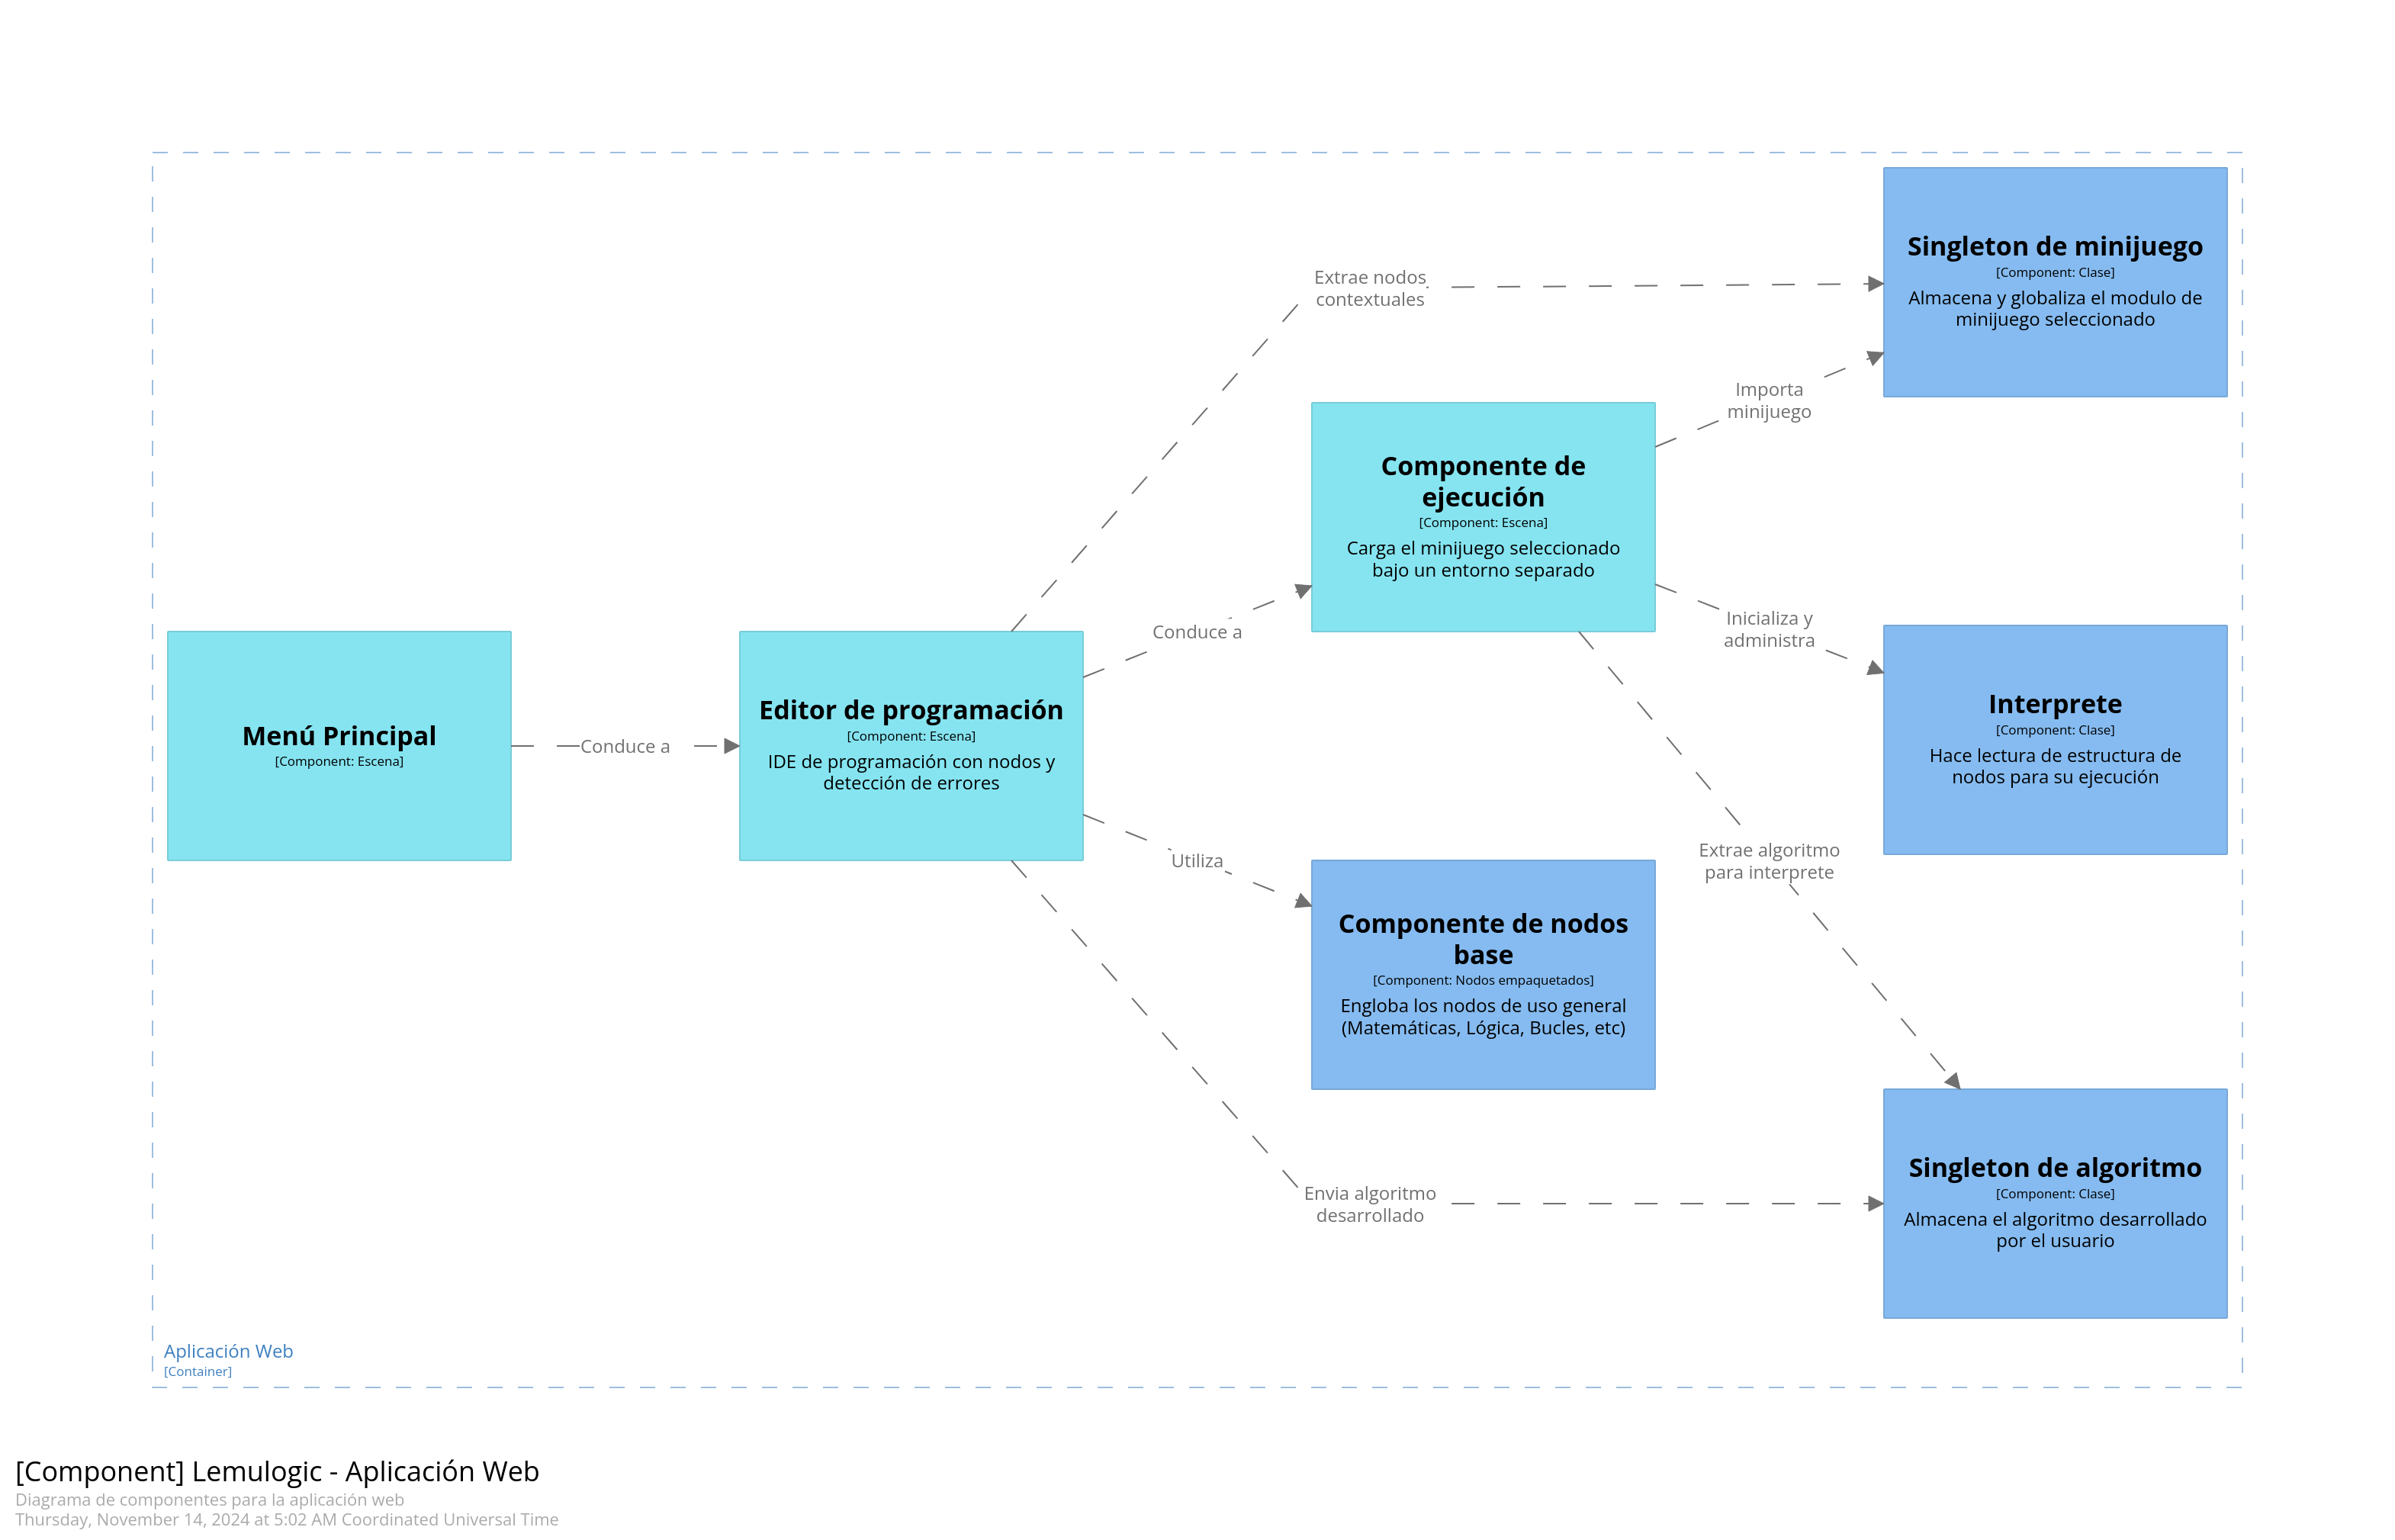 Extrae nodos
contextuales
Singleton de minijuego
[Component: Clase]
Almacena y globaliza el modulo de
minijuego seleccionado
Importa
minijuego
Componente de
ejecución
[Component: Escena]
Carga el minijuego seleccionado
bajo un entorno separado
Conduce a
Inicializa y
administra
Menú Principal
[Component: Escena]
Conduce a
Editor de programación
[Component: Escena]
IDE de programación con nodos y
detección de errores
Interprete
[Component: Clase]
Hace lectura de estructura de
nodos para su ejecución
Utiliza
Extrae algoritmo
para interprete
Componente de nodos
base
[Component: Nodos empaquetados]
Engloba los nodos de uso general
(Matemáticas, Lógica, Bucles, etc)
Envia algoritmo
desarrollado
Singleton de algoritmo
[Component: Clase]
Almacena el algoritmo desarrollado
por el usuario
Aplicación Web
[Container]
[Component] Lemulogic - Aplicación Web
Diagrama de componentes para la aplicación web
Thursday, November 14, 2024 at 5:02 AM Coordinated Universal Time